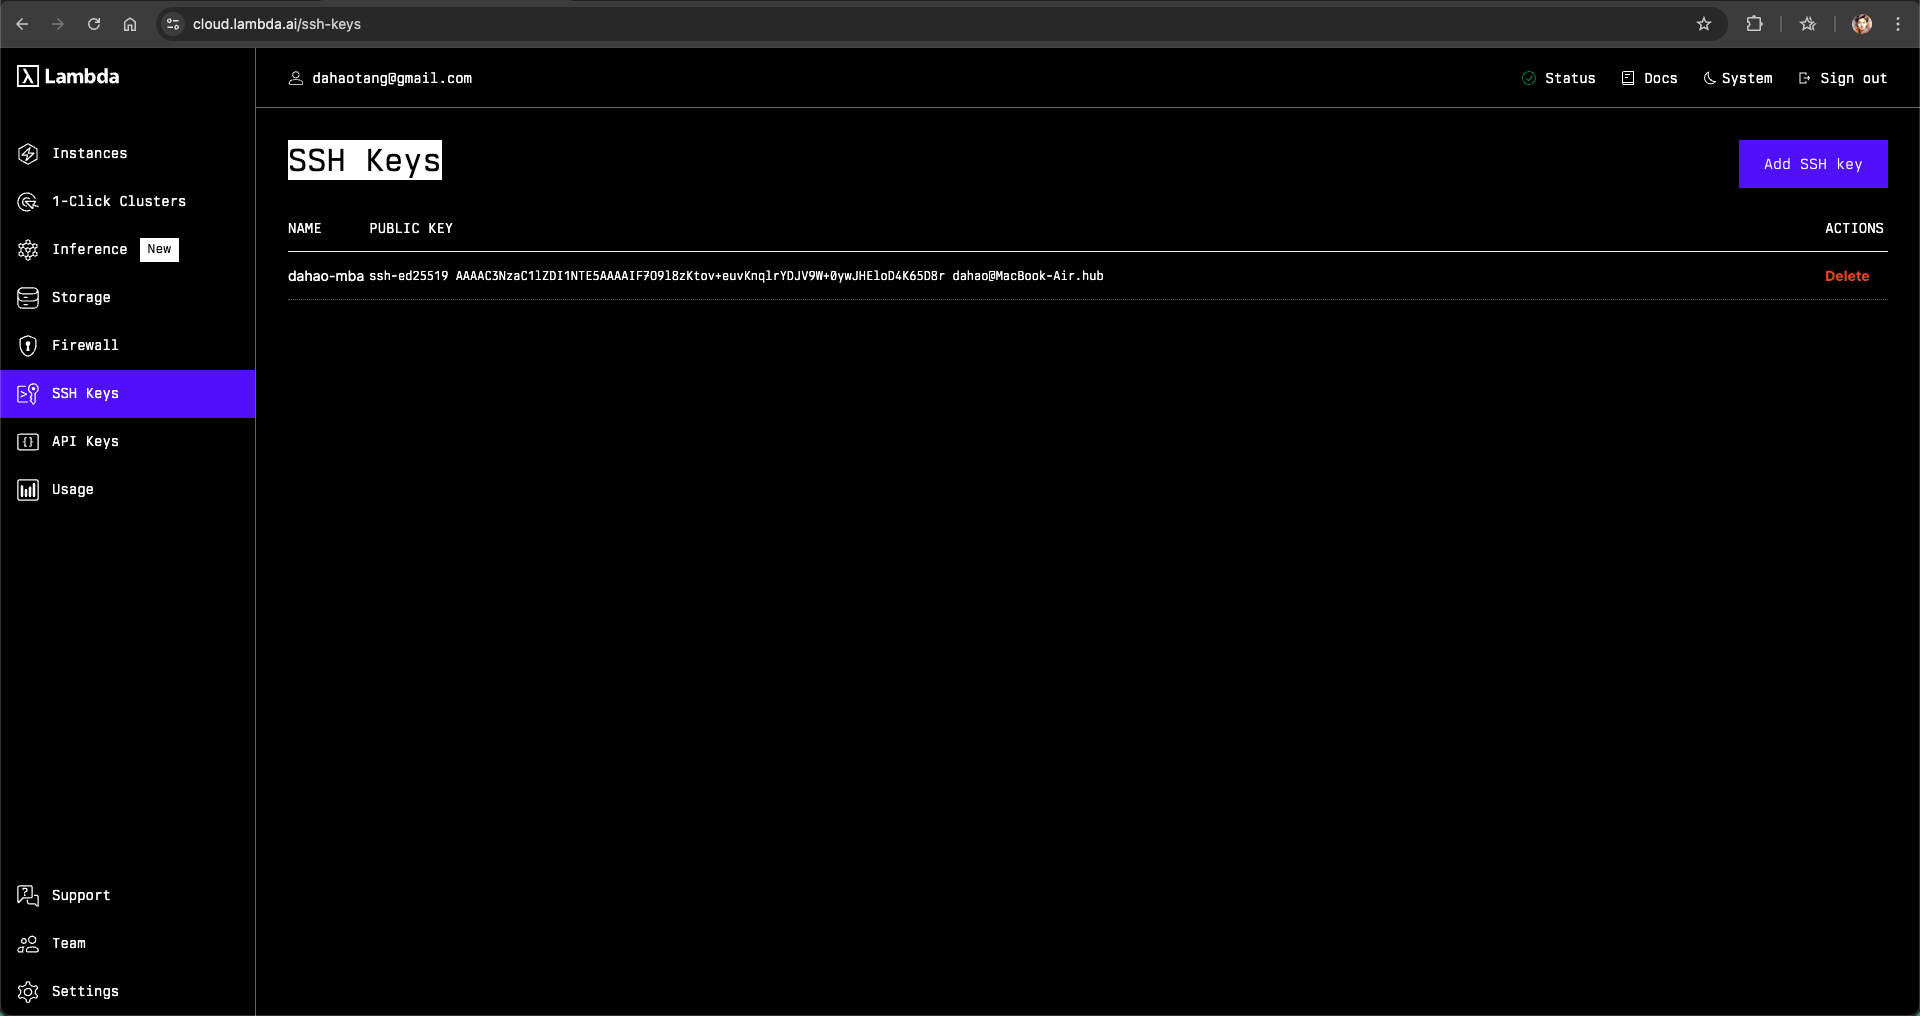 cloud.lambda.ai/ssh-keys
Lambda
dahaotang@gmail.com
Status
Docs
System
Sign out
Instances
1-Click Clusters
Inference New
Storage
Firewall
SSH Keys
API Keys
Usage
Support
Team
Settings
SSH Keys
Add SSH key
NAME PUBLIC KEY ACTIONS
dahao-mba ssh-ed25519 AAAAC3NzaC1lZDI1NTE5AAAAIF7O9l8zKtov+euvKnqlrYDJV9W+0ywJHEloD4K65D8r dahao@MacBook-Air.hub Delete